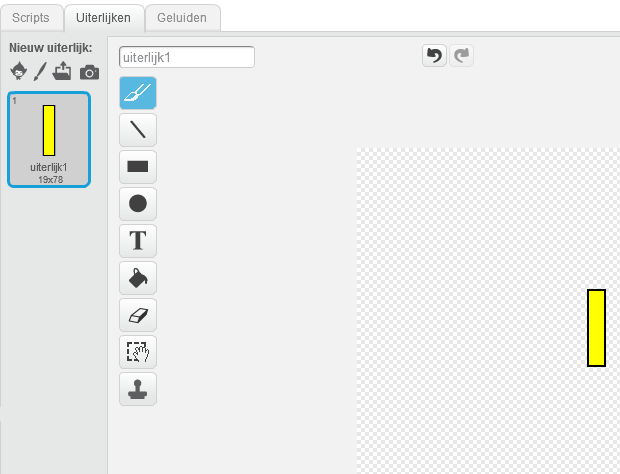 Scripts
Uiterlijken
Geluiden
Nieuw uiterlijk:
1
uiterlijk1
19x78
uiterlijk1
T